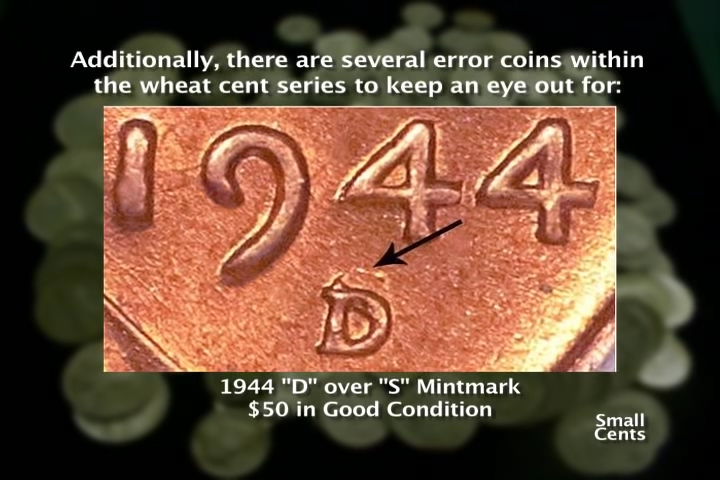 Additionally, there are several error coins within
the wheat cent series to keep an eye out for:
1944
D
1944 "D" over "S" Mintmark
$50 in Good Condition
Small
Cents